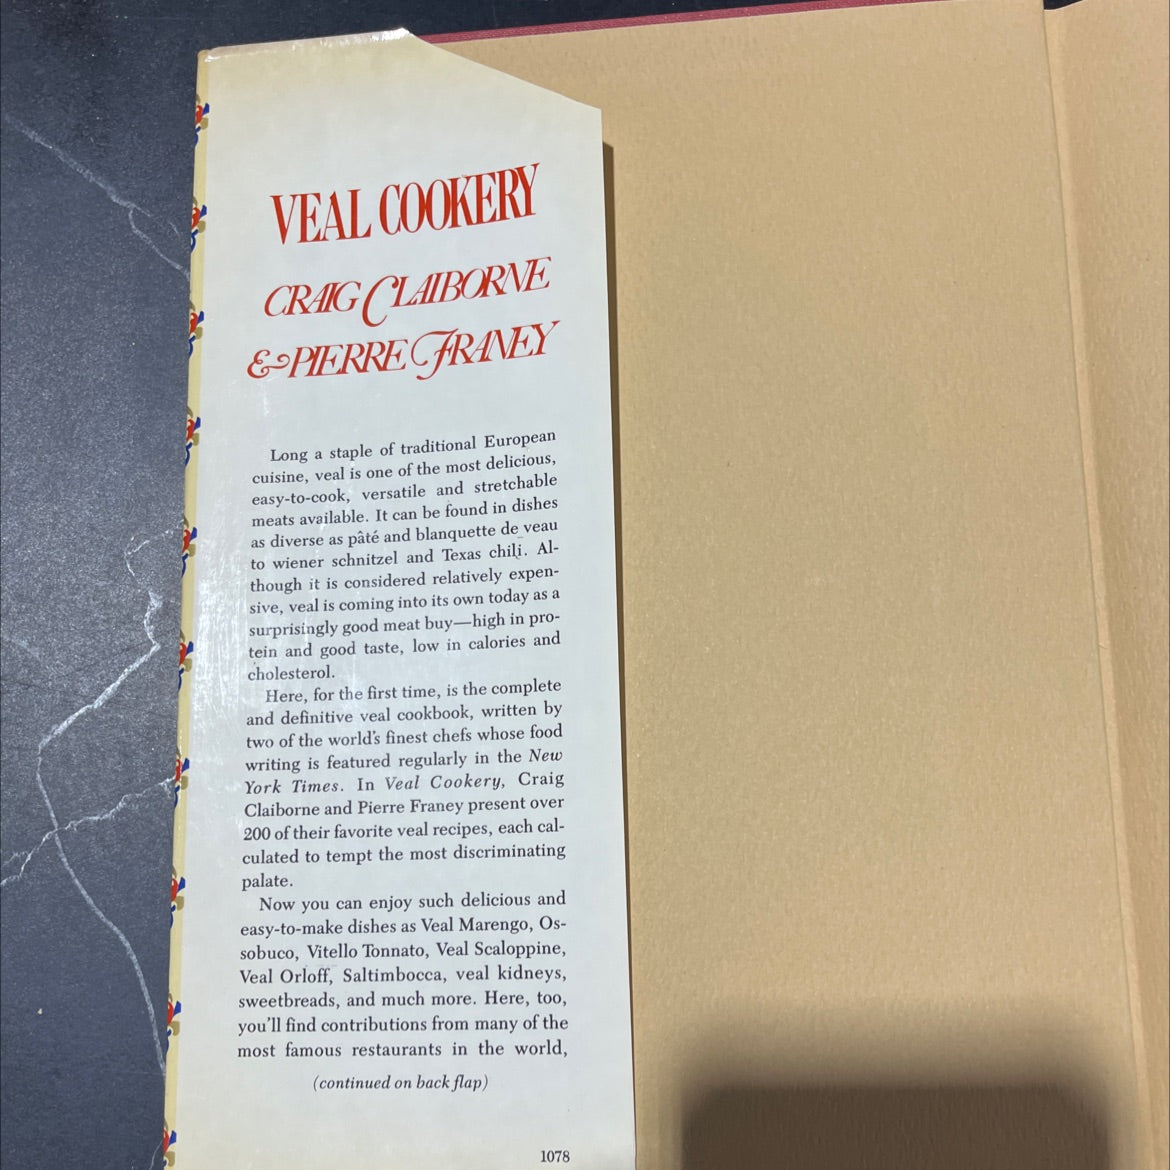 VEAL COOKERY
CRAIG CLAIBORNE
& PIERRE FRANEY
Long a staple of traditional European
cuisine, veal is one of the most delicious,
easy-to-cook, versatile and stretchable
meats available. It can be found in dishes
as diverse as pâté and blanquette de veau
to wiener schnitzel and Texas chili. Al-
though it is considered relatively expen-
sive, veal is coming into its own today as a
surprisingly good meat buy—high in pro-
tein and good taste, low in calories and
cholesterol.
Here, for the first time, is the complete
and definitive veal cookbook, written by
two of the world's finest chefs whose food
writing is featured regularly in the New
York Times. In Veal Cookery, Craig
Claiborne and Pierre Franey present over
200 of their favorite veal recipes, each cal-
culated to tempt the most discriminating
palate.
Now you can enjoy such delicious and
easy-to-make dishes as Veal Marengo, Os-
sobuco, Vitello Tonnato, Veal Scaloppine,
Veal Orloff, Saltimbocca, veal kidneys,
sweetbreads, and much more. Here, too,
you'll find contributions from many of the
most famous restaurants in the world,
(continued on back flap)
1078